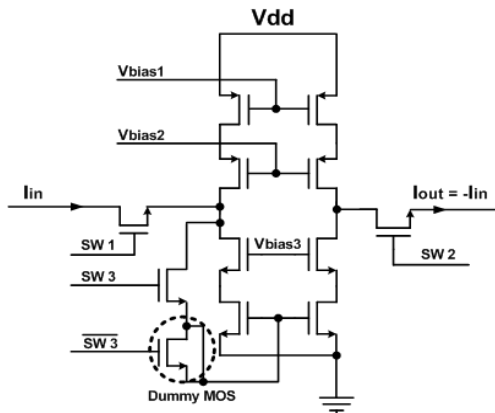 Vdd
Vbias1
Vbias2
Iin
Iout = -Iin
SW 1
Vbias3
SW 2
SW 3
SW 3
Dummy MOS